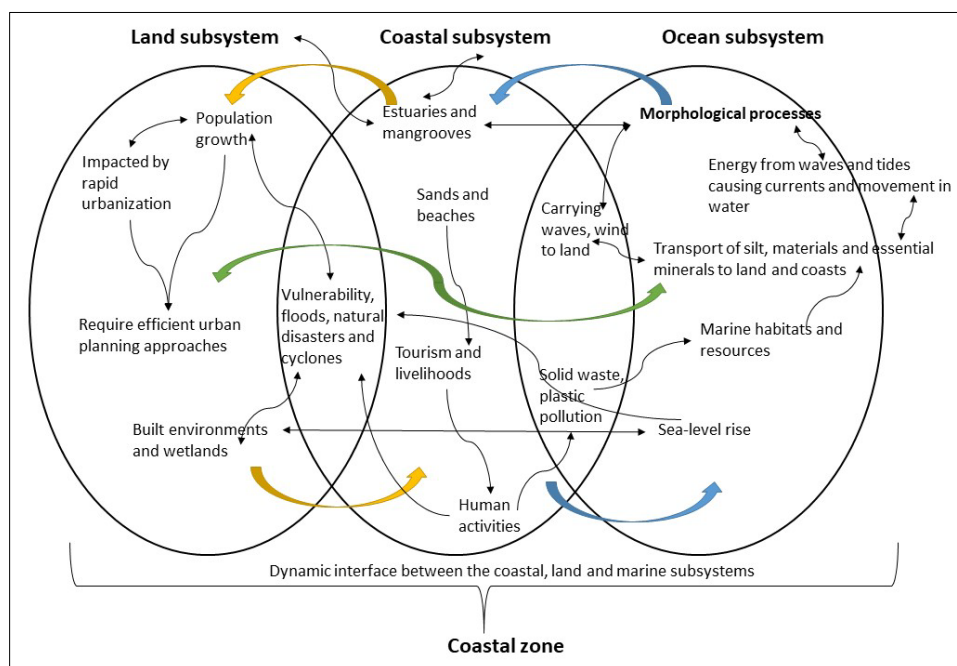 Land subsystem
Coastal subsystem
Ocean subsystem
Population
growth
Estuaries and
mangrooves
Morphological processes
Impacted by
rapid
urbanization
Energy from waves and tides
causing currents and movement in
water
Sands and
beaches
Carrying
waves, wind
to land
Transport of silt, materials and essential
minerals to land and coasts
Vulnerability,
floods, natural
disasters and
cyclones
Require efficient urban
planning approaches
Tourism and
livelihoods
Marine habitats and
resources
Solid waste,
plastic
pollution
Built environments
and wetlands
Sea-level rise
Human
activities
Dynamic interface between the coastal, land and marine subsystems
Coastal zone